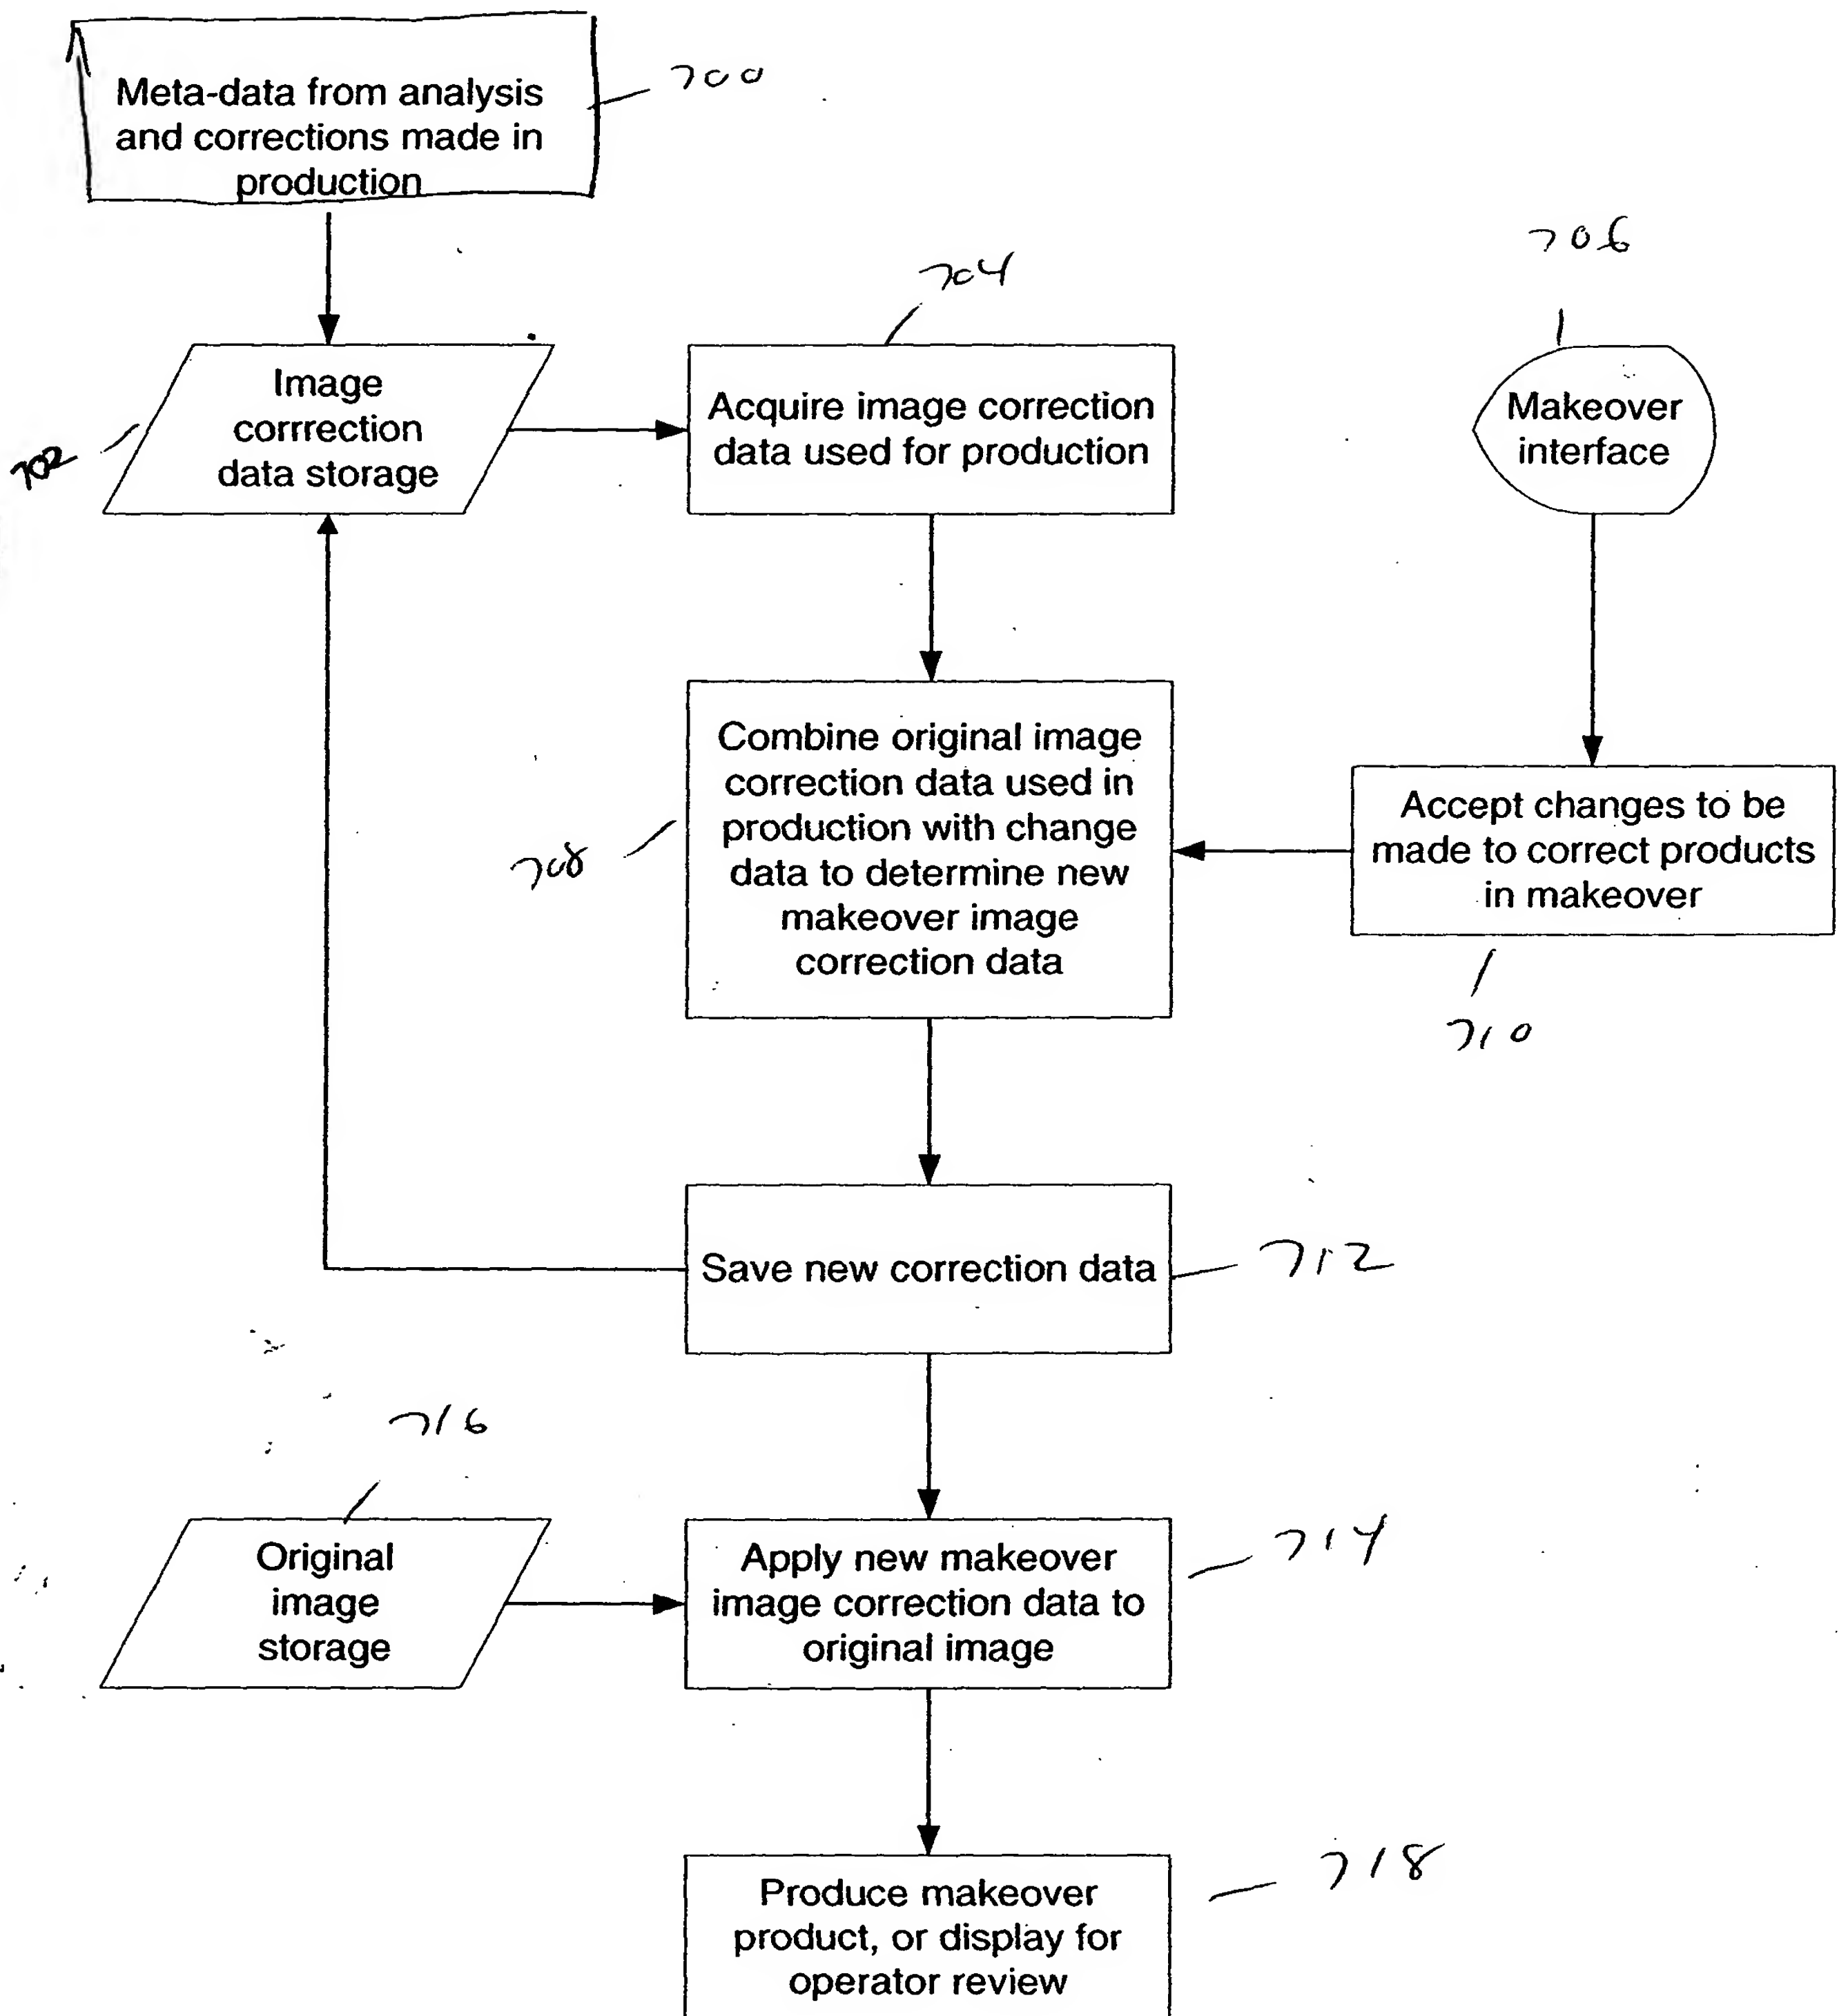 Meta-data from analysis
and corrections made in
production
700
706
704
Image
corrrection
data storage
702
Acquire image correction
data used for production
Makeover
interface
Combine original image
correction data used in
production with change
data to determine new
makeover image
correction data
708
Accept changes to be
made to correct products
in makeover
710
Save new correction data
712
716
Original
image
storage
Apply new makeover
image correction data to
original image
714
Produce makeover
product, or display for
operator review
718